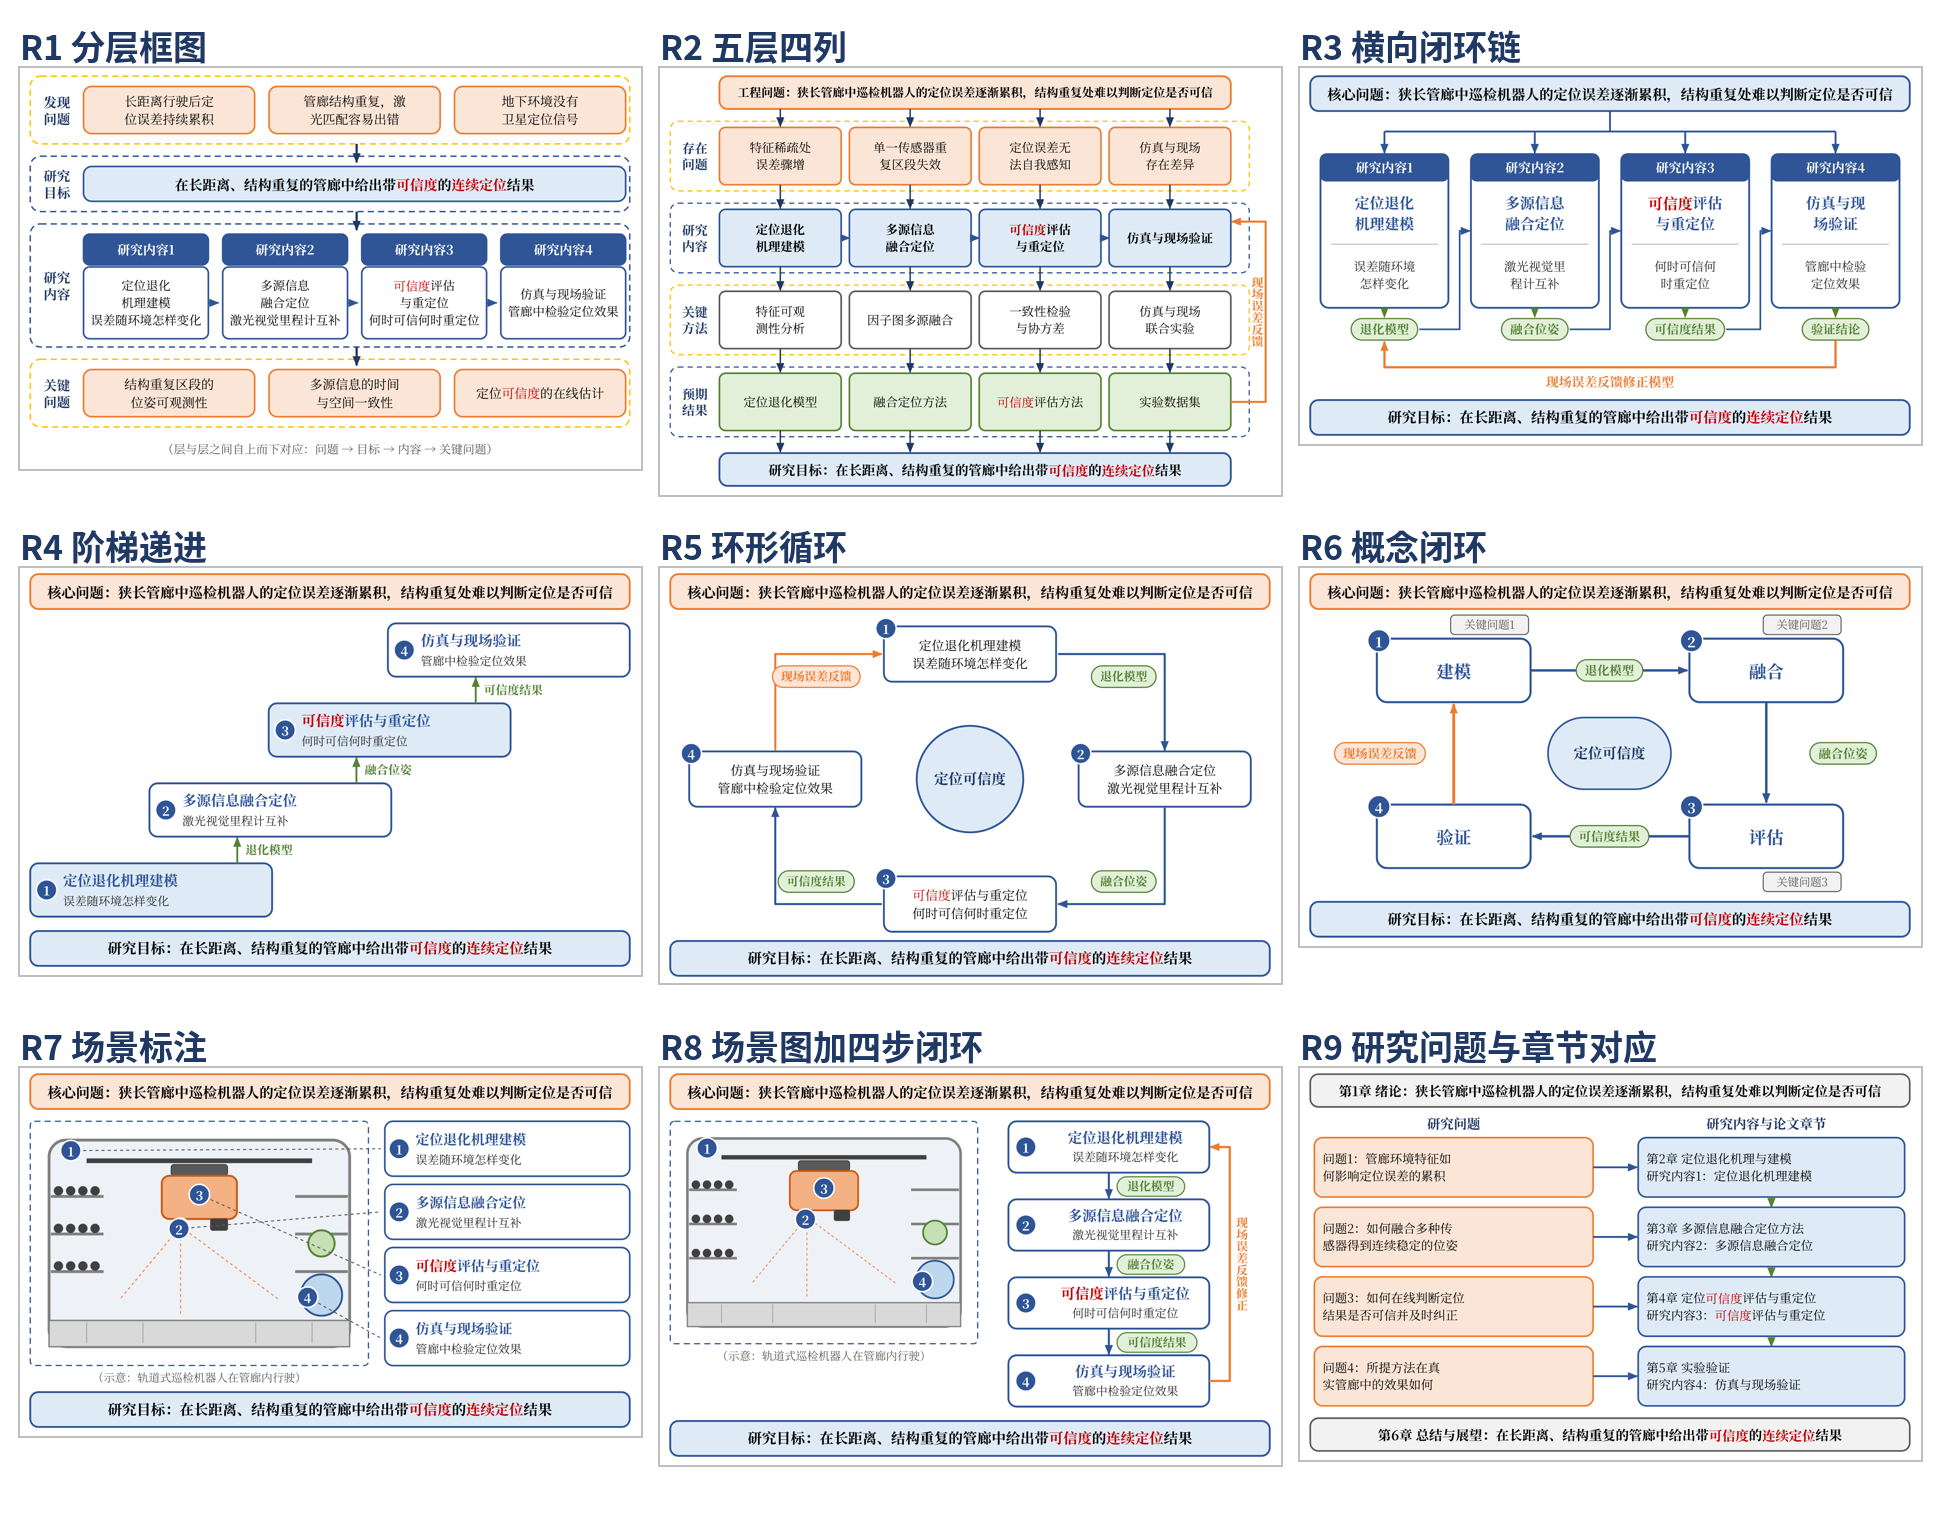 R1 分层框图
发现
问题
长距离行驶后定
位误差持续累积
管廊结构重复，激
光匹配容易出错
地下环境没有
卫星定位信号
研究
目标
在长距离、结构重复的管廊中给出带可信度的连续定位结果
研究
内容
研究内容1
定位退化
机理建模
误差随环境怎样变化
研究内容2
多源信息
融合定位
激光视觉里程计互补
研究内容3
可信度评估
与重定位
何时可信何时重定位
研究内容4
仿真与现场验证
管廊中检验定位效果
关键
问题
结构重复区段的
位姿可观测性
多源信息的时间
与空间一致性
定位可信度的在线估计
（层与层之间自上而下对应：问题 → 目标 → 内容 → 关键问题）
R2 五层四列
工程问题：狭长管廊中巡检机器人的定位误差逐渐累积，结构重复处难以判断定位是否可信
存在
问题
特征稀疏处
误差骤增
单一传感器重
复区段失效
定位误差无
法自我感知
仿真与现场
存在差异
研究
内容
定位退化
机理建模
多源信息
融合定位
可信度评估
与重定位
仿真与现场验证
关键
方法
特征可观
测性分析
因子图多源融合
一致性检验
与协方差
仿真与现场
联合实验
预期
结果
定位退化模型
融合定位方法
可信度评估方法
实验数据集
现场误差反馈
研究目标：在长距离、结构重复的管廊中给出带可信度的连续定位结果
R3 横向闭环链
核心问题：狭长管廊中巡检机器人的定位误差逐渐累积，结构重复处难以判断定位是否可信
研究内容1
定位退化
机理建模
误差随环境
怎样变化
退化模型
研究内容2
多源信息
融合定位
激光视觉里
程计互补
融合位姿
研究内容3
可信度评估
与重定位
何时可信何
时重定位
可信度结果
研究内容4
仿真与现
场验证
管廊中检验
定位效果
验证结论
现场误差反馈修正模型
研究目标：在长距离、结构重复的管廊中给出带可信度的连续定位结果
R4 阶梯递进
核心问题：狭长管廊中巡检机器人的定位误差逐渐累积，结构重复处难以判断定位是否可信
4
仿真与现场验证
管廊中检验定位效果
可信度结果
3
可信度评估与重定位
何时可信何时重定位
融合位姿
2
多源信息融合定位
激光视觉里程计互补
退化模型
1
定位退化机理建模
误差随环境怎样变化
研究目标：在长距离、结构重复的管廊中给出带可信度的连续定位结果
R5 环形循环
核心问题：狭长管廊中巡检机器人的定位误差逐渐累积，结构重复处难以判断定位是否可信
1
定位退化机理建模
误差随环境怎样变化
现场误差反馈
退化模型
4
仿真与现场验证
管廊中检验定位效果
定位可信度
2
多源信息融合定位
激光视觉里程计互补
可信度结果
3
可信度评估与重定位
何时可信何时重定位
融合位姿
研究目标：在长距离、结构重复的管廊中给出带可信度的连续定位结果
R6 概念闭环
核心问题：狭长管廊中巡检机器人的定位误差逐渐累积，结构重复处难以判断定位是否可信
关键问题1
关键问题2
1
建模
退化模型
2
融合
现场误差反馈
定位可信度
融合位姿
4
验证
可信度结果
3
评估
关键问题3
研究目标：在长距离、结构重复的管廊中给出带可信度的连续定位结果
R7 场景标注
核心问题：狭长管廊中巡检机器人的定位误差逐渐累积，结构重复处难以判断定位是否可信
1
3
2
4
（示意：轨道式巡检机器人在管廊内行驶）
1
定位退化机理建模
误差随环境怎样变化
2
多源信息融合定位
激光视觉里程计互补
3
可信度评估与重定位
何时可信何时重定位
4
仿真与现场验证
管廊中检验定位效果
研究目标：在长距离、结构重复的管廊中给出带可信度的连续定位结果
R8 场景图加四步闭环
核心问题：狭长管廊中巡检机器人的定位误差逐渐累积，结构重复处难以判断定位是否可信
1
3
2
4
（示意：轨道式巡检机器人在管廊内行驶）
1
定位退化机理建模
误差随环境怎样变化
退化模型
2
多源信息融合定位
激光视觉里程计互补
融合位姿
3
可信度评估与重定位
何时可信何时重定位
可信度结果
4
仿真与现场验证
管廊中检验定位效果
现场误差反馈修正
研究目标：在长距离、结构重复的管廊中给出带可信度的连续定位结果
R9 研究问题与章节对应
第1章 绪论：狭长管廊中巡检机器人的定位误差逐渐累积，结构重复处难以判断定位是否可信
研究问题
研究内容与论文章节
问题1：管廊环境特征如
何影响定位误差的累积
第2章 定位退化机理与建模
研究内容1：定位退化机理建模
问题2：如何融合多种传
感器得到连续稳定的位姿
第3章 多源信息融合定位方法
研究内容2：多源信息融合定位
问题3：如何在线判断定位
结果是否可信并及时纠正
第4章 定位可信度评估与重定位
研究内容3：可信度评估与重定位
问题4：所提方法在真
实管廊中的效果如何
第5章 实验验证
研究内容4：仿真与现场验证
第6章 总结与展望：在长距离、结构重复的管廊中给出带可信度的连续定位结果